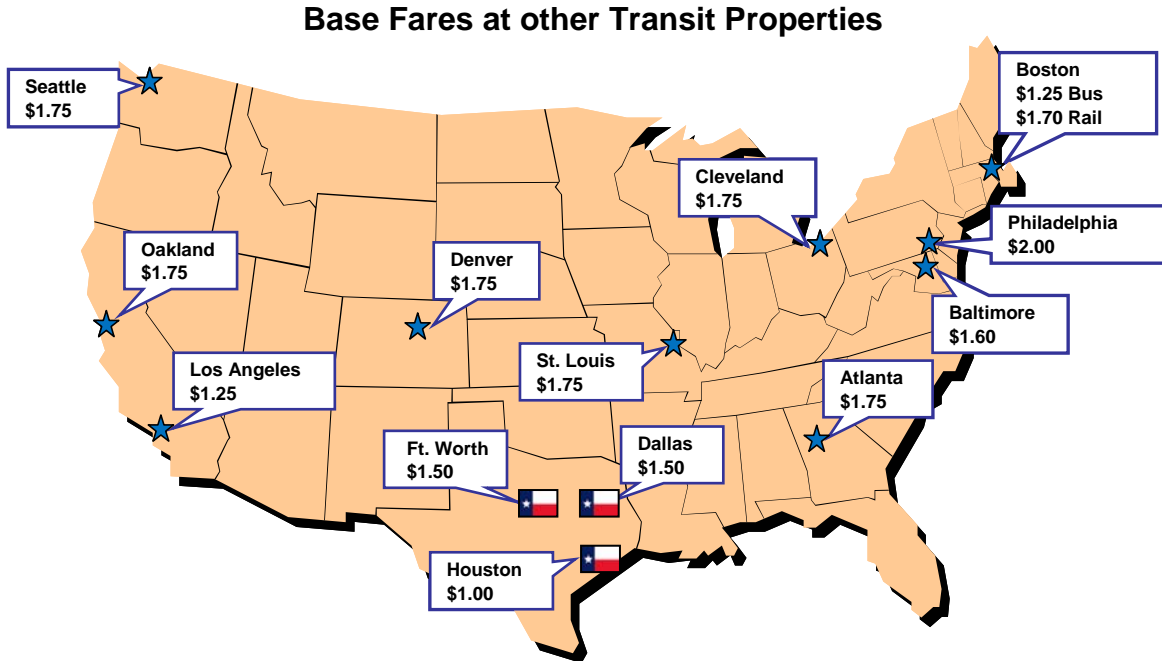 Base Fares at other Transit Properties
Seattle
$1.75
Boston
$1.25 Bus
$1.70 Rail
Cleveland
$1.75
Philadelphia
$2.00
Oakland
$1.75
Denver
$1.75
Baltimore
$1.60
St. Louis
$1.75
Los Angeles
$1.25
Atlanta
$1.75
Ft. Worth
$1.50
Dallas
$1.50
Houston
$1.00